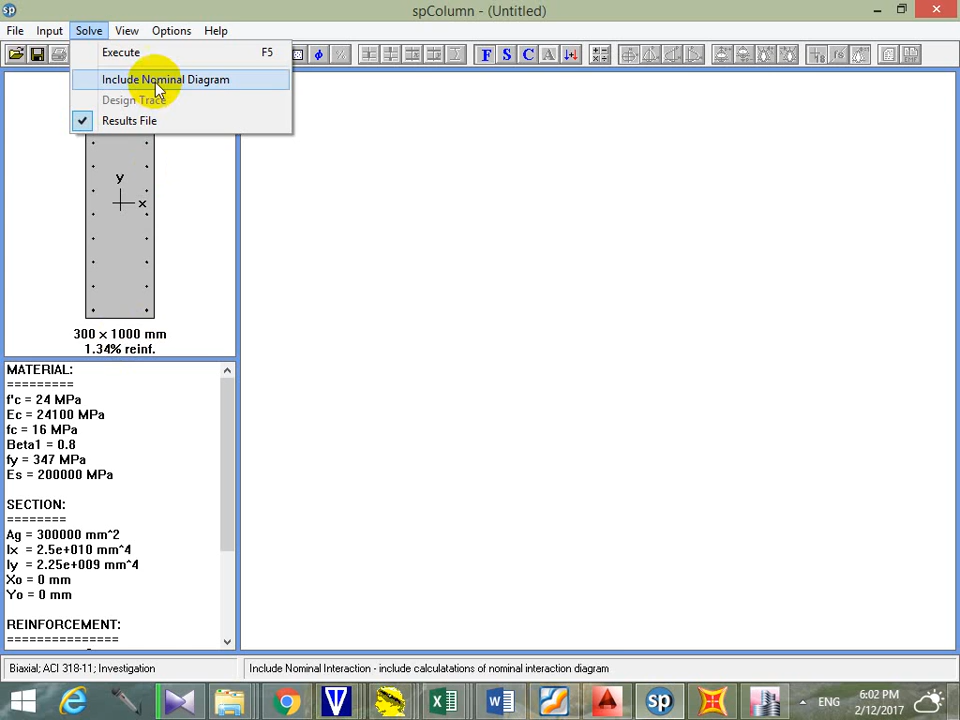 sp
spColumn - (Untitled)
File Input Solve View Options Help
Execute F5
Include Nominal Diagram
Design Trace
Results File
F S C A
y
x
300 x 1000 mm
1.34% reinf.
MATERIAL:
=========
f'c = 24 MPa
Ec = 24100 MPa
fc = 16 MPa
Beta1 = 0.8
fy = 347 MPa
Es = 200000 MPa
SECTION:
========
Ag = 300000 mm^2
Ix = 2.5e+010 mm^4
Iy = 2.25e+009 mm^4
Xo = 0 mm
Yo = 0 mm
REINFORCEMENT:
===============
Biaxial; ACI 318-11; Investigation
Include Nominal Interaction - include calculatations of nominal interaction diagram
sp
ENG
6:02 PM
2/12/2017